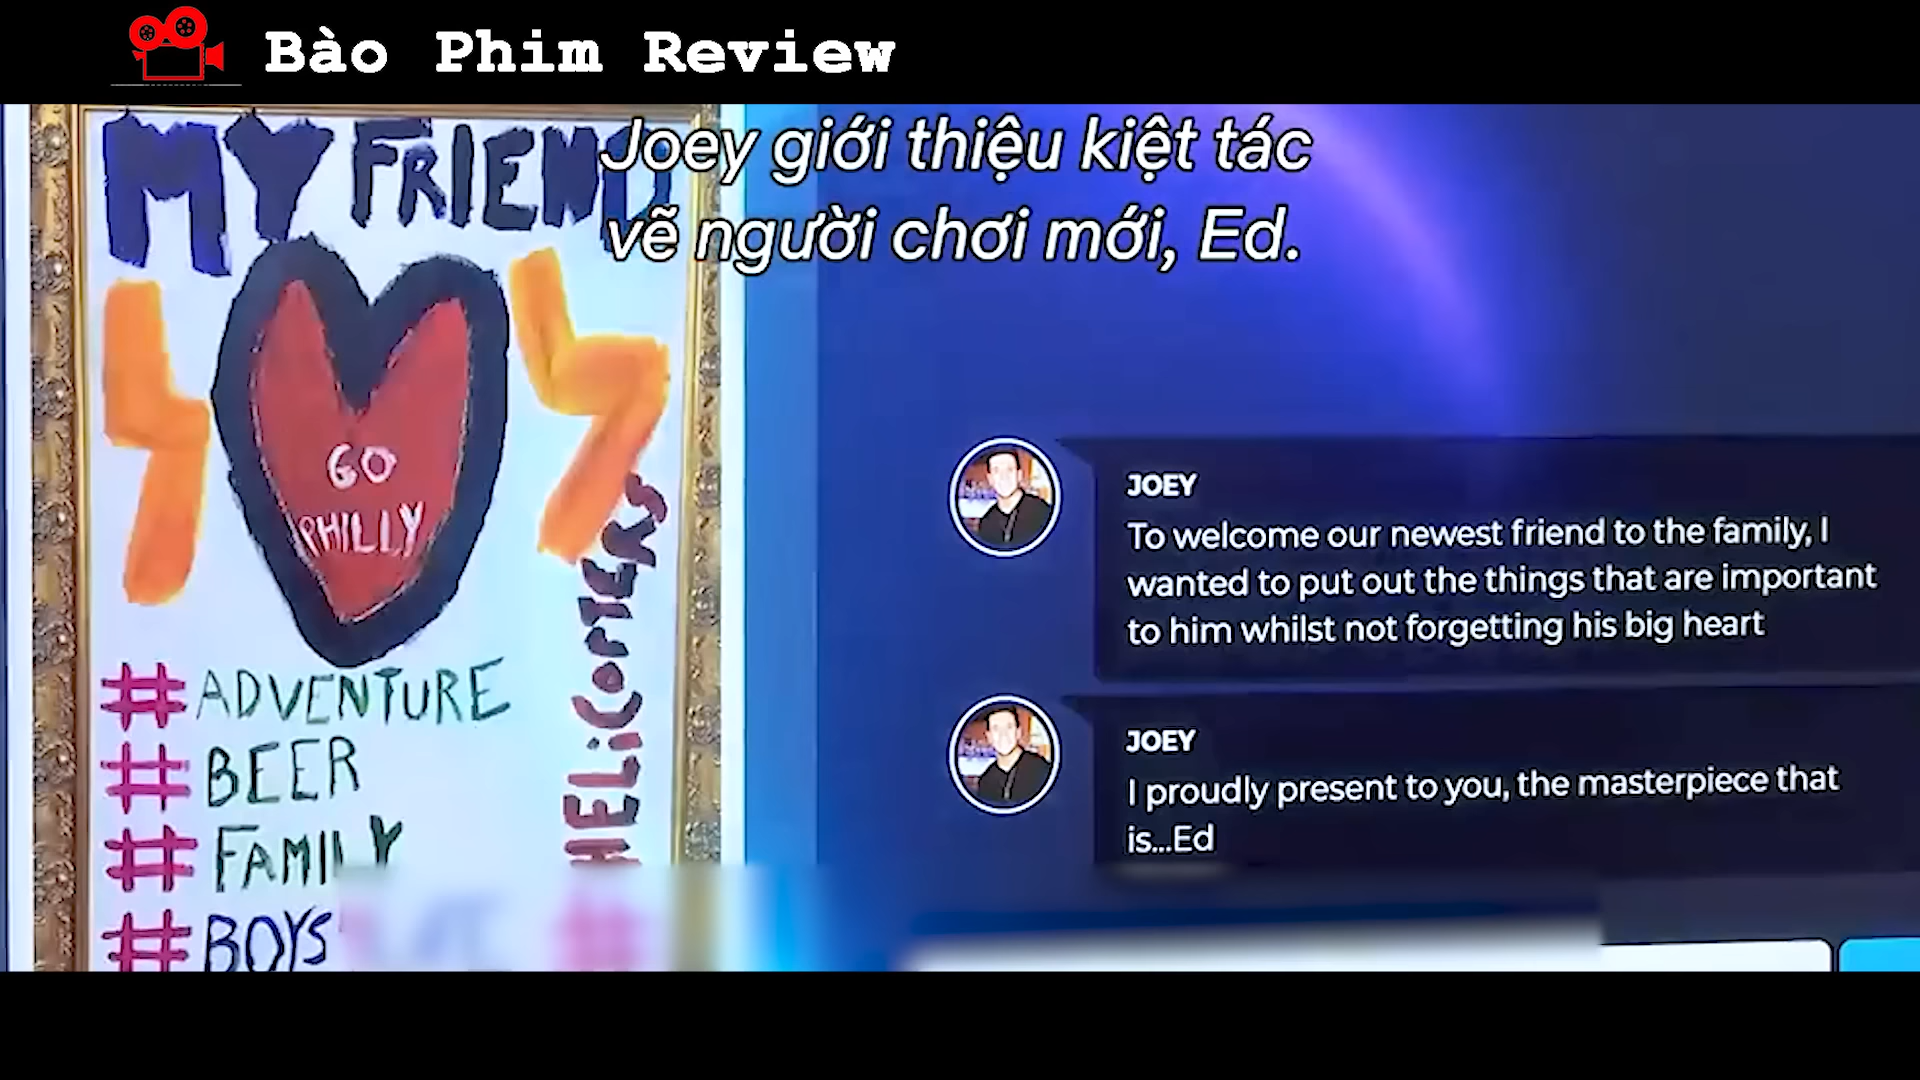 Bào Phim Review
Joey giới thiệu kiệt tác
vẽ người chơi mới, Ed.
MY FRIEND
GO
PHILLY
HELiCOPTERS
#ADVENTURE
#BEER
#FAMILY
#BOYS
JOEY
To welcome our newest friend to the family, I
wanted to put out the things that are important
to him whilst not forgetting his big heart
JOEY
I proudly present to you, the masterpiece that
is...Ed